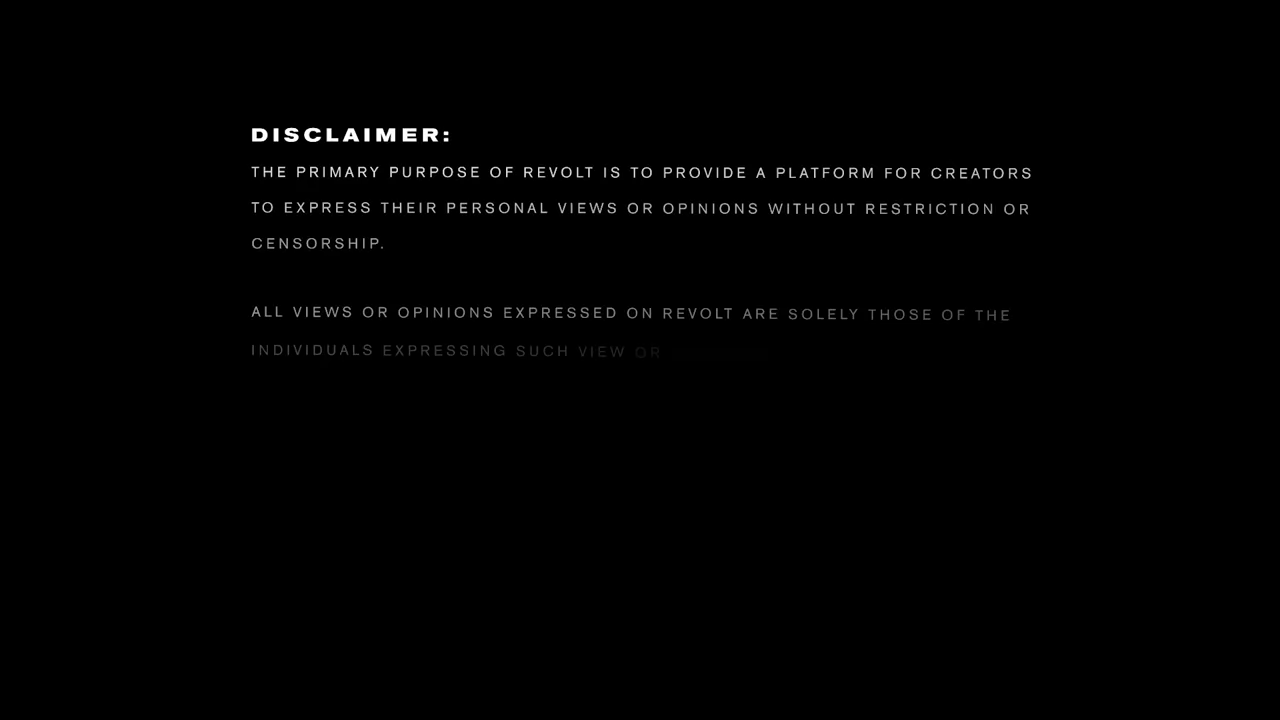 DISCLAIMER:
THE PRIMARY PURPOSE OF REVOLT IS TO PROVIDE A PLATFORM FOR CREATORS
TO EXPRESS THEIR PERSONAL VIEWS OR OPINIONS WITHOUT RESTRICTION OR
CENSORSHIP.
ALL VIEWS OR OPINIONS EXPRESSED ON REVOLT ARE SOLELY THOSE OF THE
INDIVIDUALS EXPRESSING SUCH VIEW OR